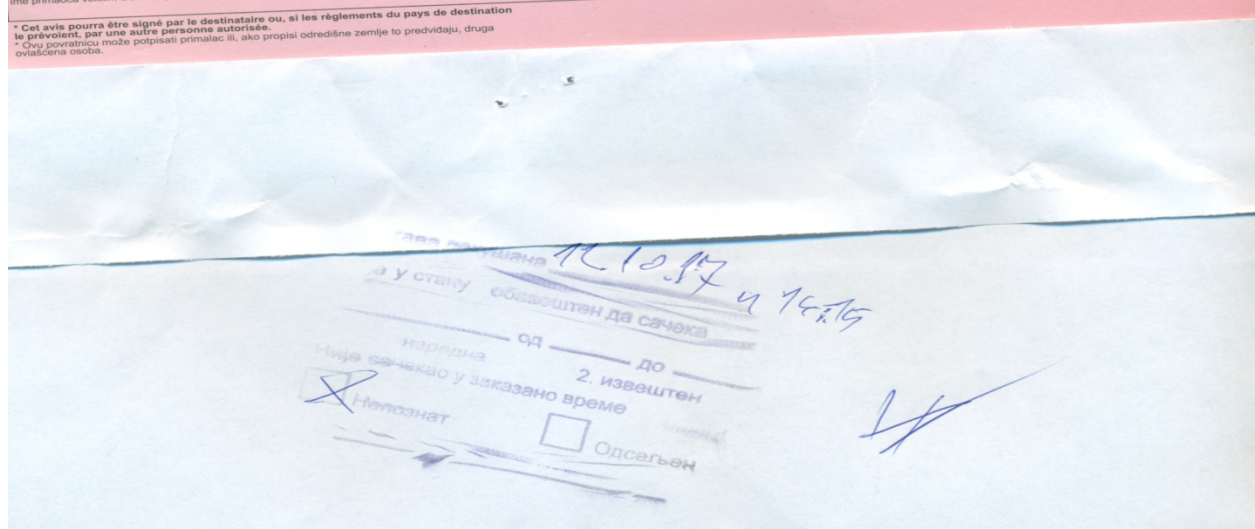 * Cet avis pourra être signé par le destinataire ou, si les règlements du pays de destination
le prévoient, par une autre personne autorisée.
* Ovu povratnicu može potpisati primalac ili, ako propisi odredišne zemlje to predviđaju, druga
ovlašćena osoba.
12.10.17 и 14:15
а у стану обавештен да сачека
од до
наредна 2. извештен
Није сачекао у заказано време
Непознат Одсељен